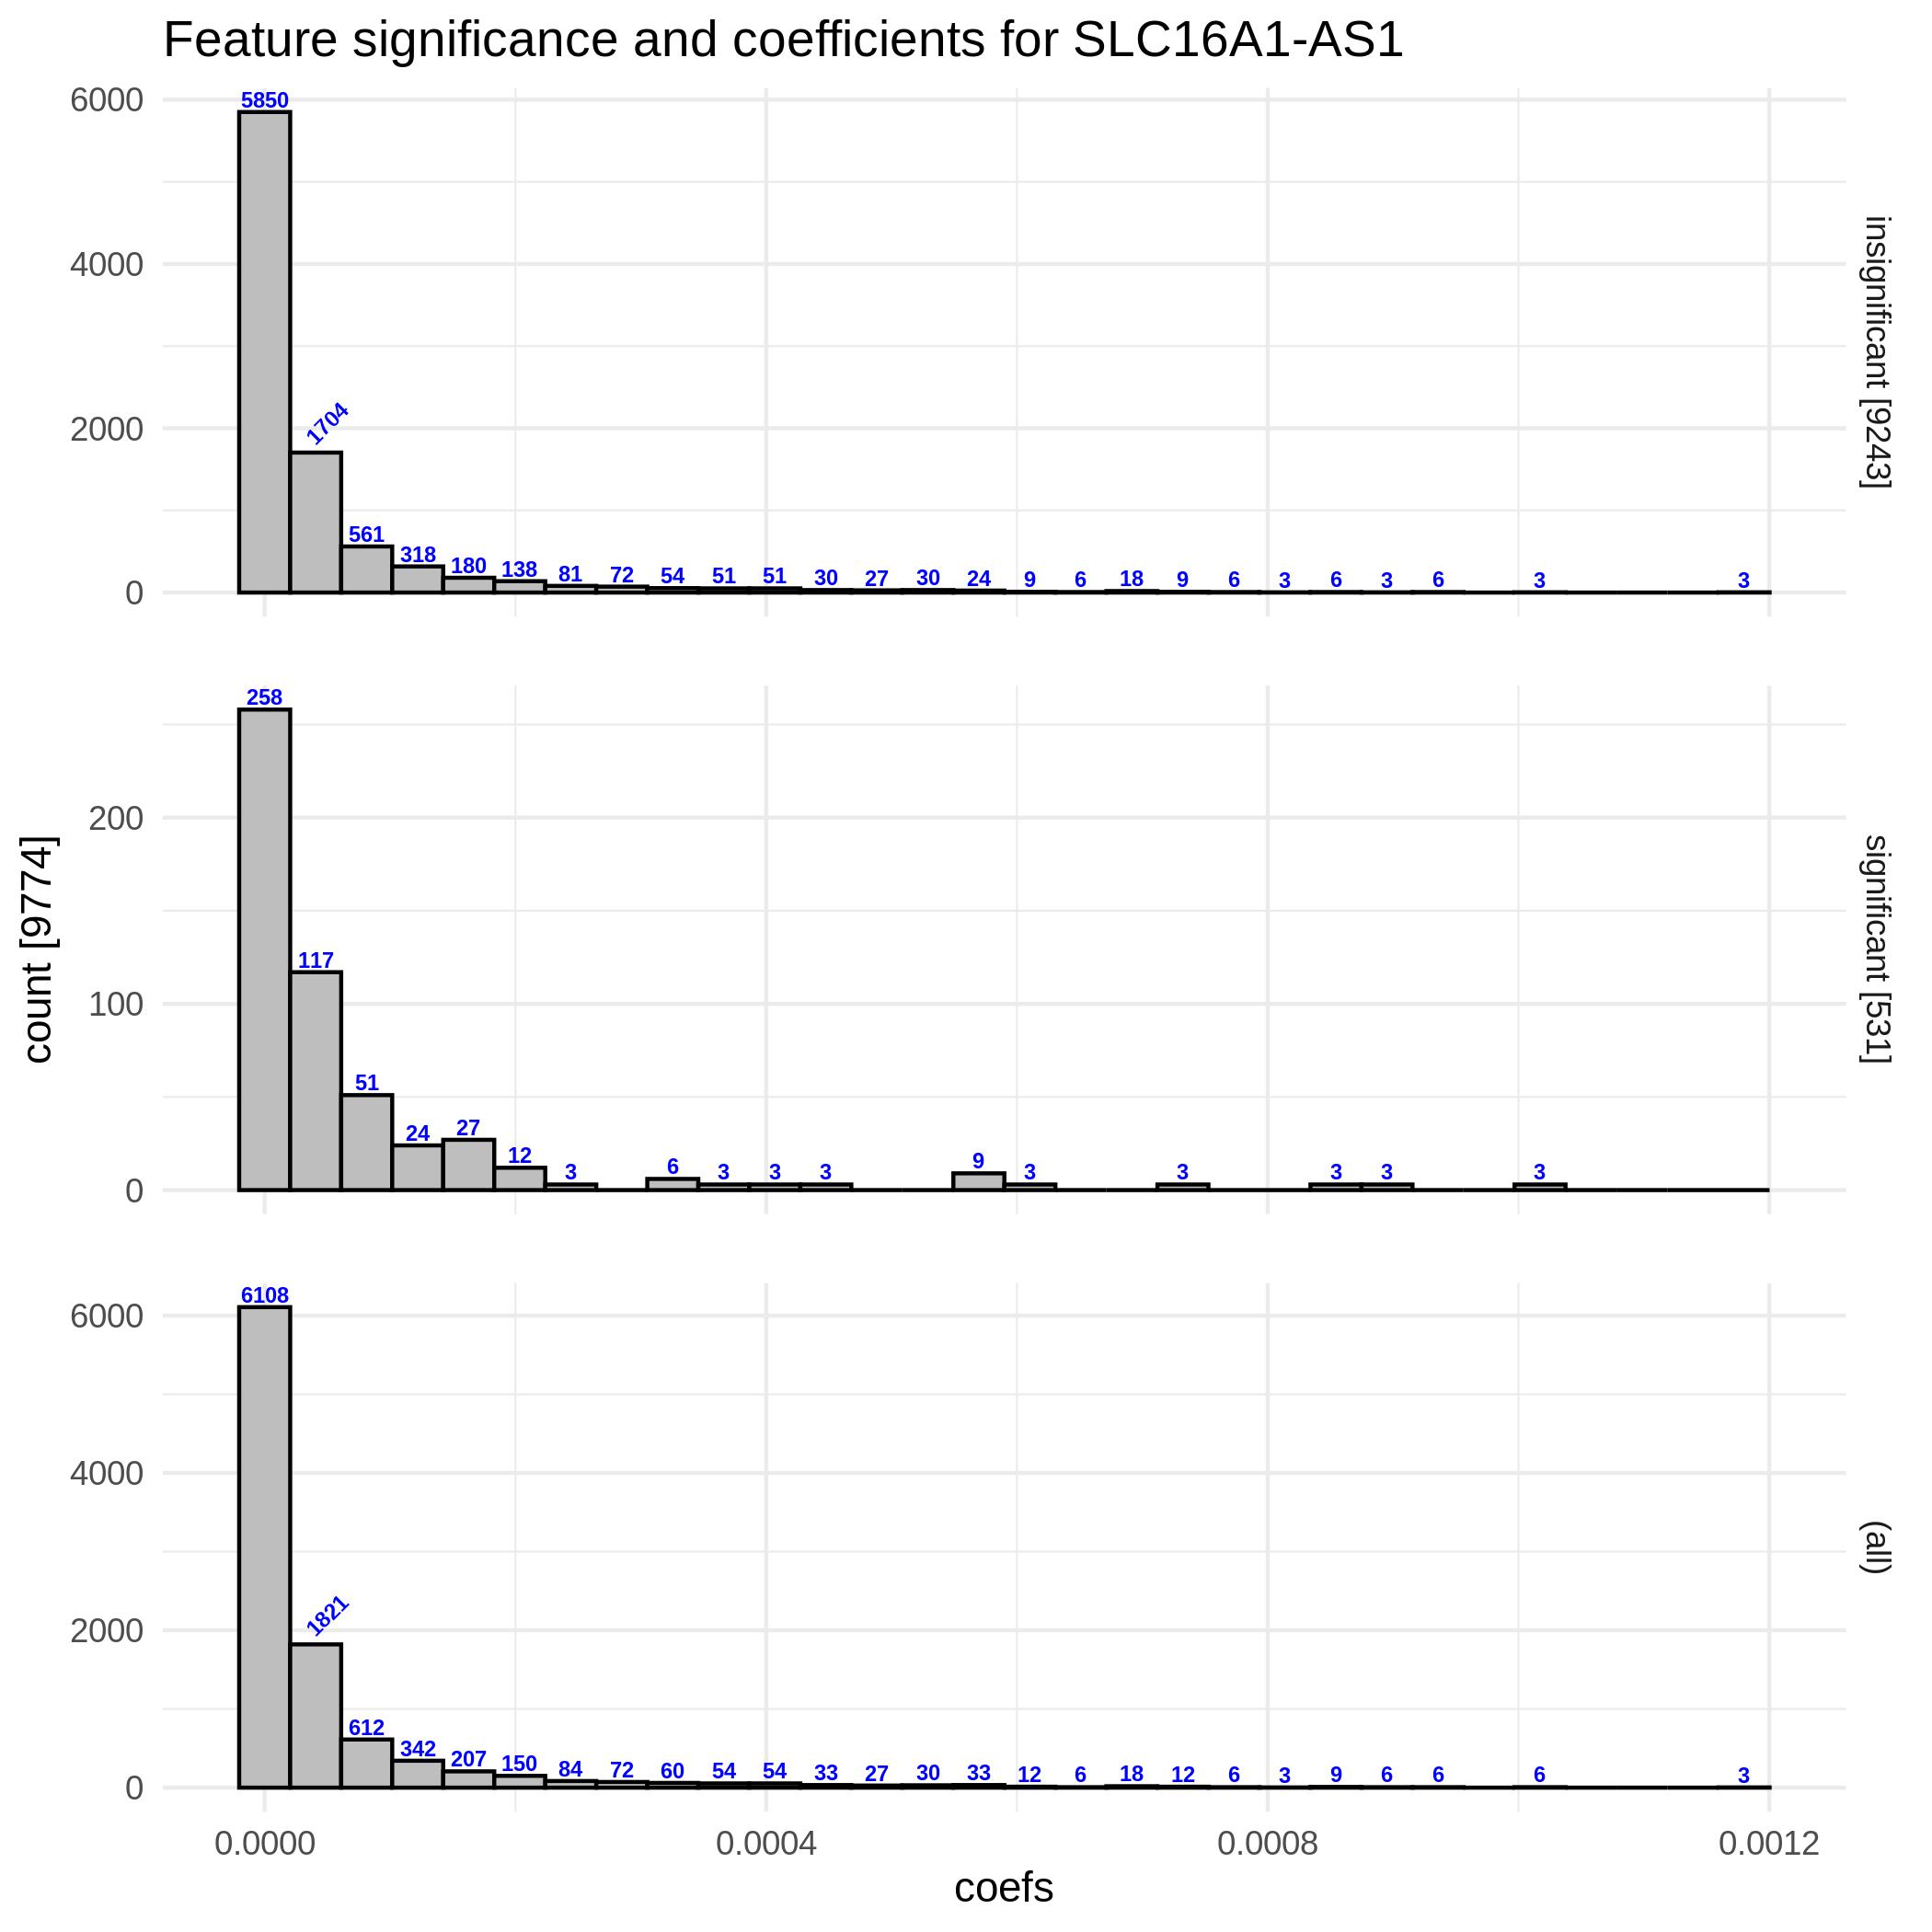 Feature significance and coefficients for SLC16A1-AS1
6000
4000
2000
0
5850
1704
561 318 180 138 81 72 54 51 51 30 27 30 24 9 6 18 9 6 3 6 3 6 3 3
insignificant [9243]
count [9774]
200
100
0
258
117
51
24 27 12 3 6 3 3 3 9 3 3 3 3 3
significant [531]
6000
4000
2000
0
6108
1821
612 342 207 150 84 72 60 54 54 33 27 30 33 12 6 18 12 6 3 9 6 6 6 3
(all)
0.0000 0.0004 0.0008 0.0012
coefs